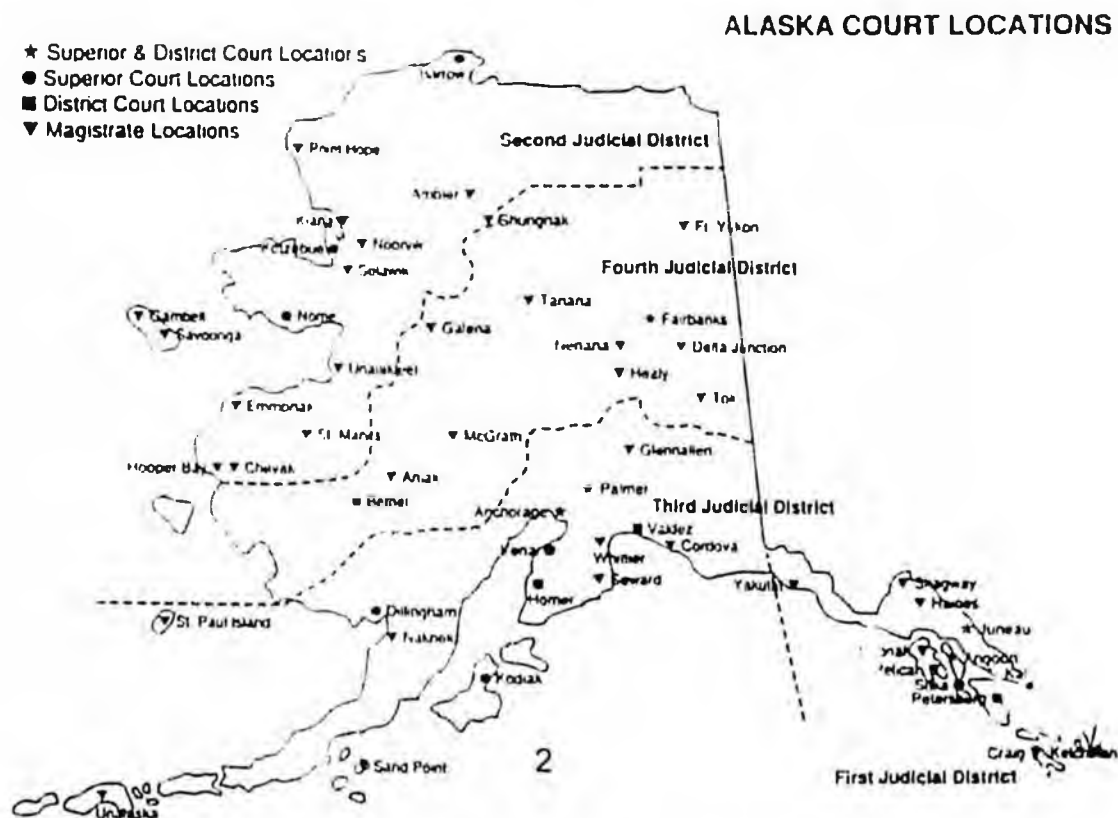 ALASKA COURT LOCATIONS
★ Superior & District Court Locations
● Superior Court Locations
■ District Court Locations
▼ Magistrate Locations
Barrow
Second Judicial District
Point Hope
Ambler
Kiana
Shungnak
Ft. Yukon
Kotzebue
Noorvik
Selawik
Fourth Judicial District
Tanana
Gambell
Savoonga
Nome
Galena
Fairbanks
Nenana
Delta Junction
Unalakleet
Healy
Emmonak
Tok
St. Marys
McGrath
Glennallen
Hooper Bay
Chevak
Aniak
Bethel
Palmer
Anchorage
Third Judicial District
Valdez
Kenai
Whittier
Cordova
Homer
Seward
Yakutat
Skagway
Haines
St. Paul Island
Dillingham
Naknek
Juneau
onah
Angoon
Kodiak
elican
Sitka
Petersburg
Sand Point
2
Craig
Ketchikan
First Judicial District
Unalaska